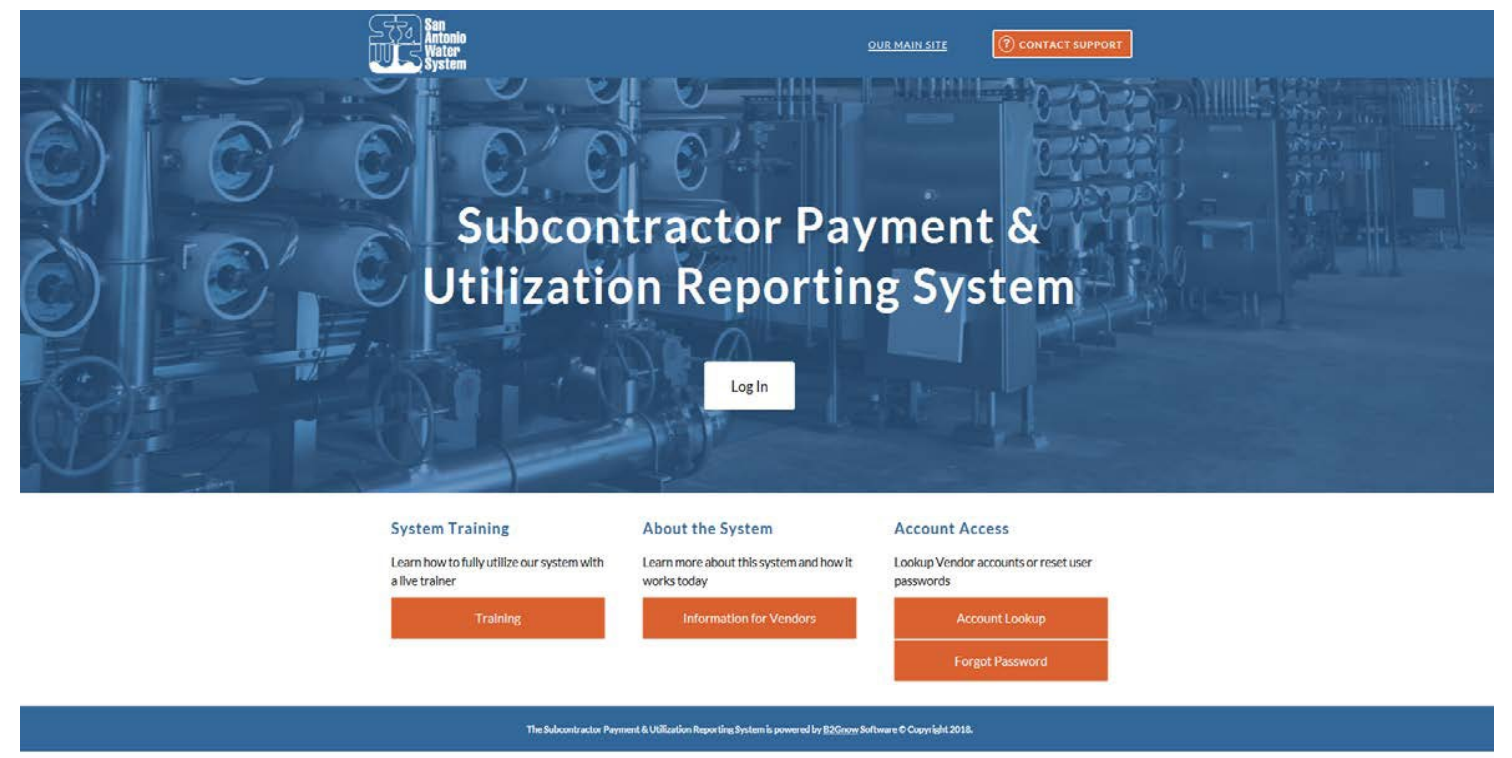 San
Antonio
Water
System
OUR MAIN SITE
? CONTACT SUPPORT
Subcontractor Payment &
Utilization Reporting System
Log In
System Training
Learn how to fully utilize our system with
a live trainer
Training
About the System
Learn more about this system and how it
works today
Information for Vendors
Account Access
Lookup Vendor accounts or reset user
passwords
Account Lookup
Forgot Password
The Subcontractor Payment & Utilization Reporting System is powered by B2Gnow Software © Copyright 2018.